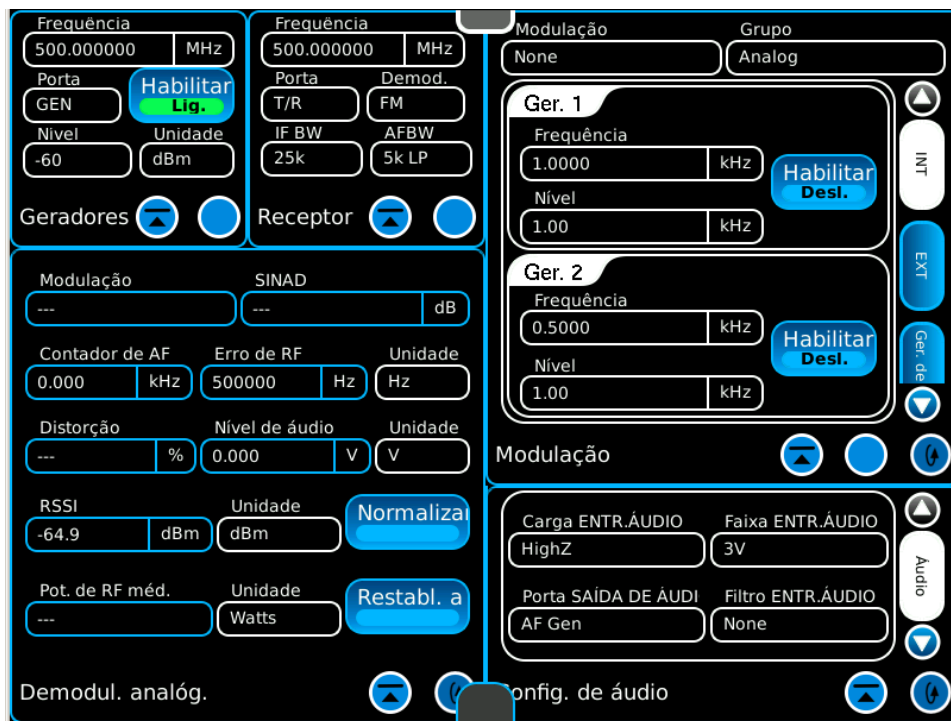 Frequência
500.000000 MHz
Porta
GEN
Habilitar
Lig.
Nivel Unidade
-60 dBm
Geradores
Frequência
500.000000 MHz
Porta Demod.
T/R FM
IF BW AFBW
25k 5k LP
Receptor
Modulação Grupo
None Analog
Ger. 1
Frequência
1.0000 kHz
Nível
1.00 kHz
Habilitar
Desl.
Ger. 2
Frequência
0.5000 kHz
Nível
1.00 kHz
Habilitar
Desl.
INT
EXT
Ger. de
Modulação
Modulação SINAD
--- --- dB
Contador de AF Erro de RF Unidade
0.000 kHz 500000 Hz Hz
Distorção Nível de áudio Unidade
--- % 0.000 V V
RSSI Unidade
-64.9 dBm dBm
Normalizar
Pot. de RF méd. Unidade
--- Watts
Restabl. a
Demodul. analóg.
Carga ENTR.ÁUDIO Faixa ENTR.ÁUDIO
HighZ 3V
Porta SAÍDA DE ÁUDI Filtro ENTR.ÁUDIO
AF Gen None
Áudio
onfig. de áudio